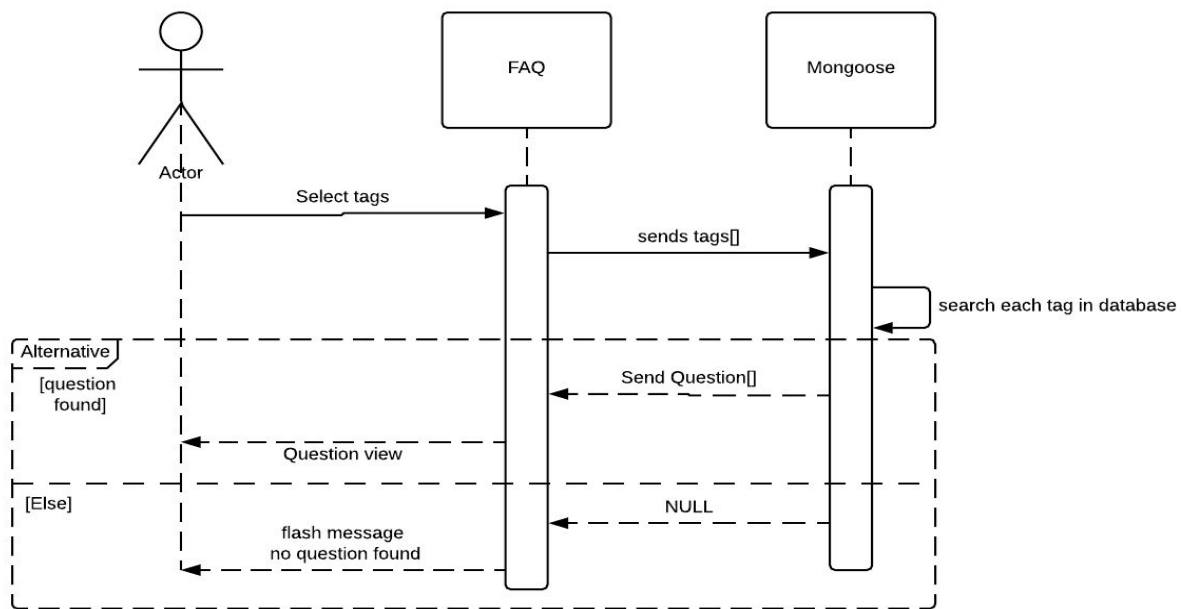 FAQ
Mongoose
Actor
Select tags
sends tags[]
search each tag in database
Alternative
[question
found]
Send Question[]
Question view
[Else]
NULL
flash message
no question found